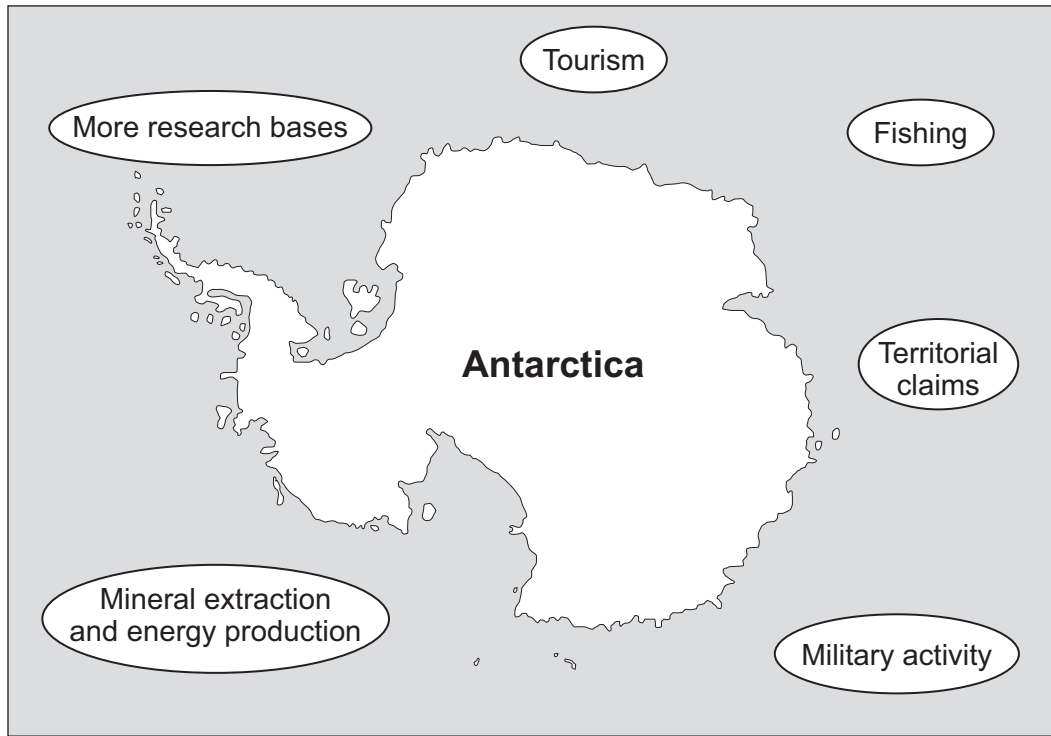 Tourism
More research bases
Fishing
Antarctica
Territorial
claims
Mineral extraction
and energy production
Military activity